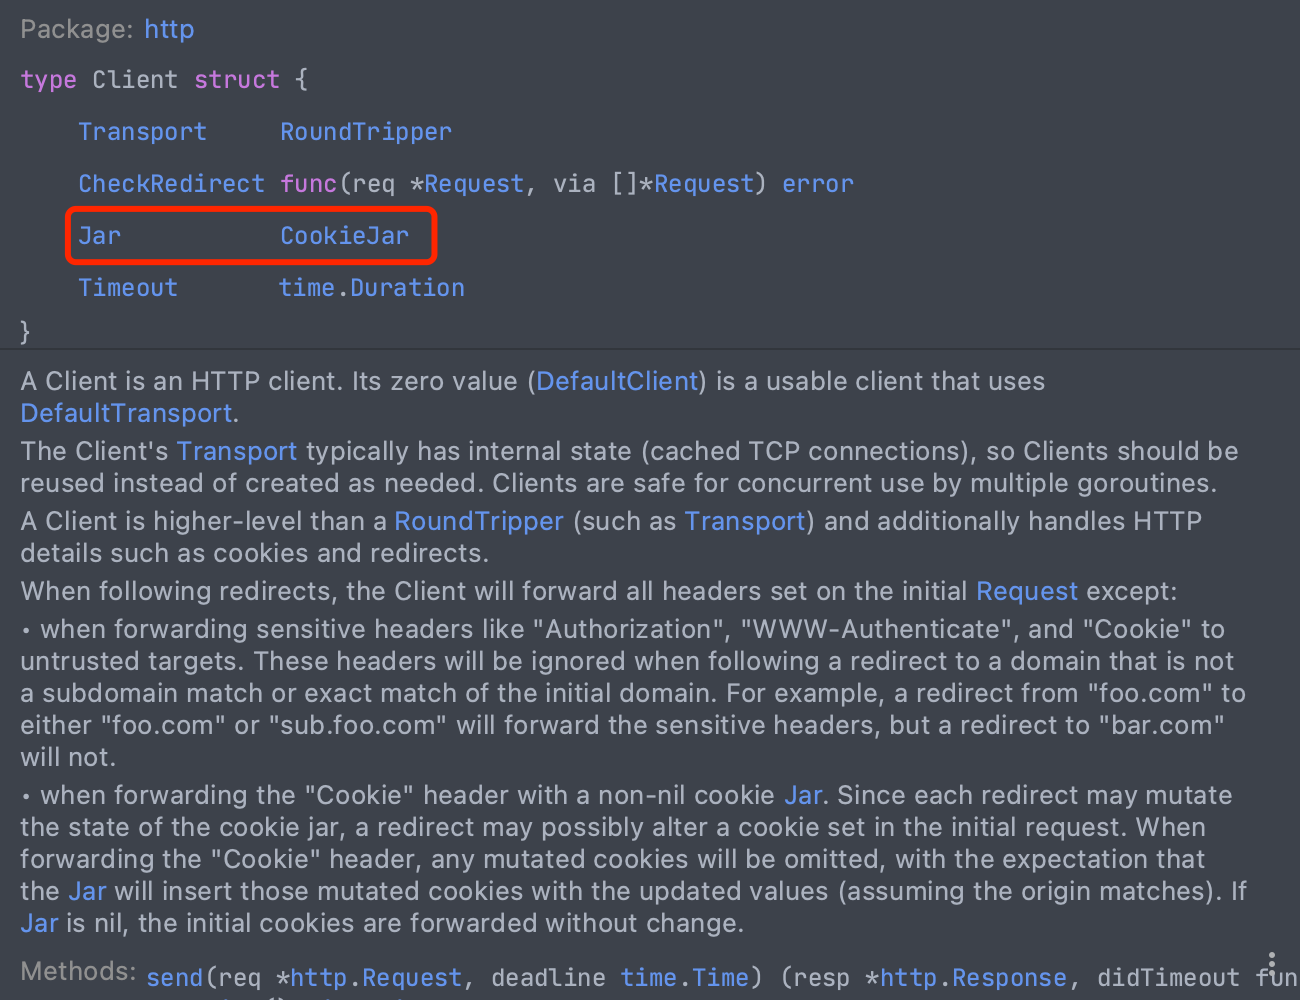 Package: http
type Client struct {
Transport RoundTripper
CheckRedirect func(req *Request, via []*Request) error
Jar CookieJar
Timeout time.Duration
}
A Client is an HTTP client. Its zero value (DefaultClient) is a usable client that uses
DefaultTransport.
The Client's Transport typically has internal state (cached TCP connections), so Clients should be
reused instead of created as needed. Clients are safe for concurrent use by multiple goroutines.
A Client is higher-level than a RoundTripper (such as Transport) and additionally handles HTTP
details such as cookies and redirects.
When following redirects, the Client will forward all headers set on the initial Request except:
• when forwarding sensitive headers like "Authorization", "WWW-Authenticate", and "Cookie" to
untrusted targets. These headers will be ignored when following a redirect to a domain that is not
a subdomain match or exact match of the initial domain. For example, a redirect from "foo.com" to
either "foo.com" or "sub.foo.com" will forward the sensitive headers, but a redirect to "bar.com"
will not.
• when forwarding the "Cookie" header with a non-nil cookie Jar. Since each redirect may mutate
the state of the cookie jar, a redirect may possibly alter a cookie set in the initial request. When
forwarding the "Cookie" header, any mutated cookies will be omitted, with the expectation that
the Jar will insert those mutated cookies with the updated values (assuming the origin matches). If
Jar is nil, the initial cookies are forwarded without change.
Methods: send(req *http.Request, deadline time.Time) (resp *http.Response, didTimeout fun